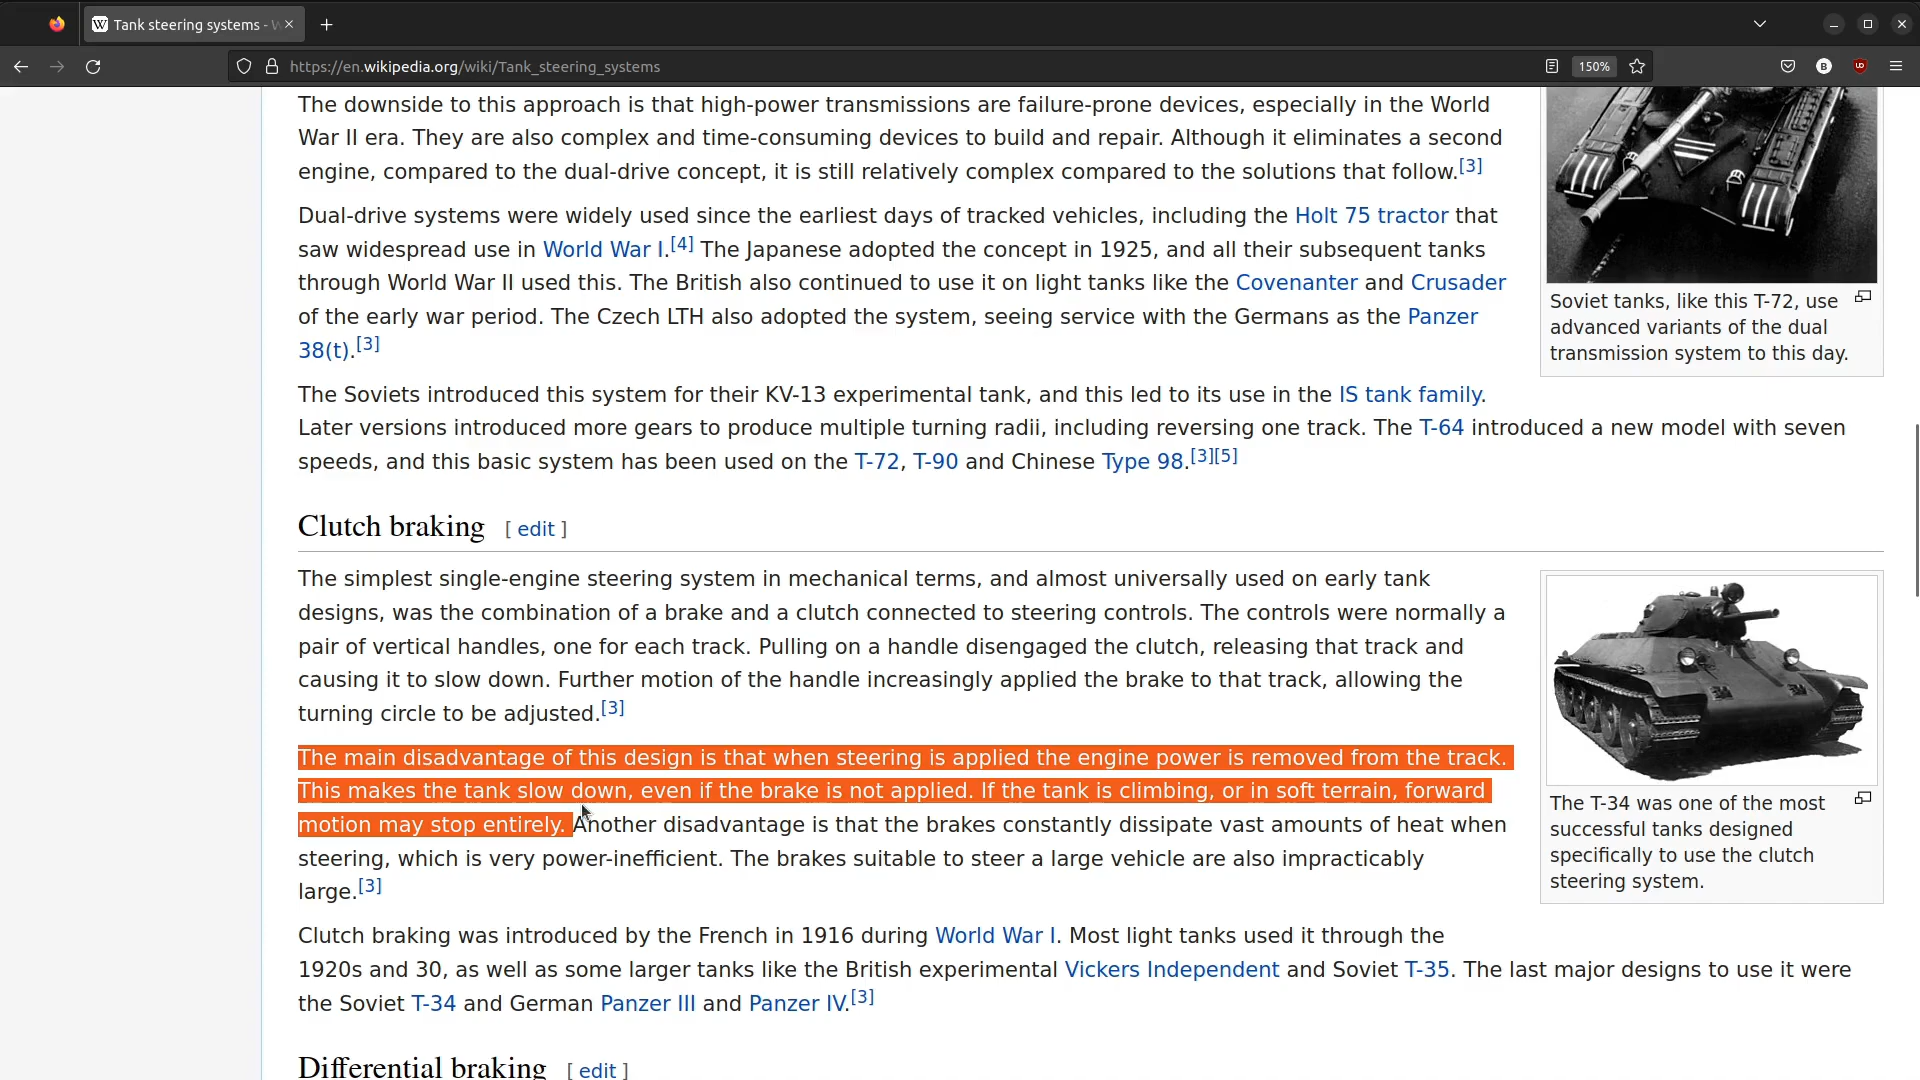 Tank steering systems - W
https://en.wikipedia.org/wiki/Tank_steering_systems
150%
B
The downside to this approach is that high-power transmissions are failure-prone devices, especially in the World
War II era. They are also complex and time-consuming devices to build and repair. Although it eliminates a second
engine, compared to the dual-drive concept, it is still relatively complex compared to the solutions that follow.[3]
Dual-drive systems were widely used since the earliest days of tracked vehicles, including the Holt 75 tractor that
saw widespread use in World War I.[4] The Japanese adopted the concept in 1925, and all their subsequent tanks
through World War II used this. The British also continued to use it on light tanks like the Covenanter and Crusader
of the early war period. The Czech LTH also adopted the system, seeing service with the Germans as the Panzer
38(t).[3]
Soviet tanks, like this T-72, use
advanced variants of the dual
transmission system to this day.
The Soviets introduced this system for their KV-13 experimental tank, and this led to its use in the IS tank family.
Later versions introduced more gears to produce multiple turning radii, including reversing one track. The T-64 introduced a new model with seven
speeds, and this basic system has been used on the T-72, T-90 and Chinese Type 98.[3][5]
Clutch braking [ edit ]
The simplest single-engine steering system in mechanical terms, and almost universally used on early tank
designs, was the combination of a brake and a clutch connected to steering controls. The controls were normally a
pair of vertical handles, one for each track. Pulling on a handle disengaged the clutch, releasing that track and
causing it to slow down. Further motion of the handle increasingly applied the brake to that track, allowing the
turning circle to be adjusted.[3]
The main disadvantage of this design is that when steering is applied the engine power is removed from the track.
This makes the tank slow down, even if the brake is not applied. If the tank is climbing, or in soft terrain, forward
motion may stop entirely. Another disadvantage is that the brakes constantly dissipate vast amounts of heat when
steering, which is very power-inefficient. The brakes suitable to steer a large vehicle are also impracticably
large.[3]
The T-34 was one of the most
successful tanks designed
specifically to use the clutch
steering system.
Clutch braking was introduced by the French in 1916 during World War I. Most light tanks used it through the
1920s and 30, as well as some larger tanks like the British experimental Vickers Independent and Soviet T-35. The last major designs to use it were
the Soviet T-34 and German Panzer III and Panzer IV.[3]
Differential braking [ edit ]